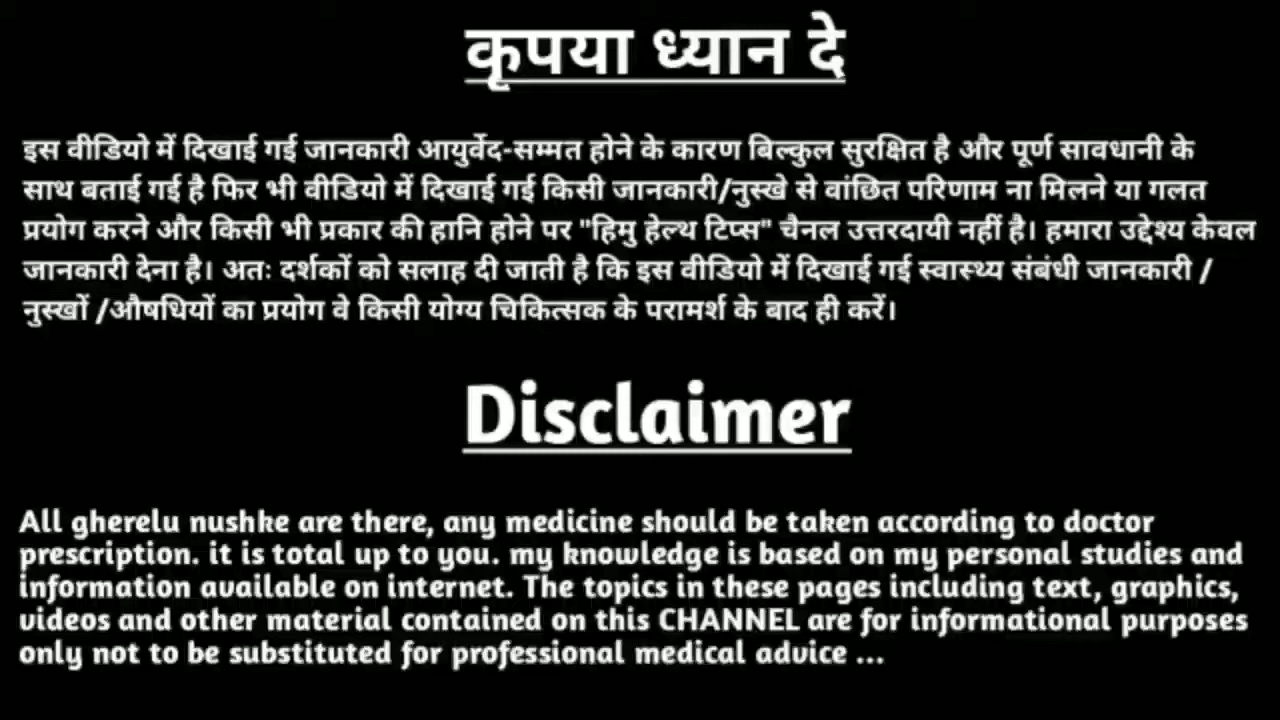 कृपया ध्यान दे
इस वीडियो में दिखाई गई जानकारी आयुर्वेद-सम्मत होने के कारण बिल्कुल सुरक्षित है और पूर्ण सावधानी के
साथ बताई गई है फिर भी वीडियो में दिखाई गई किसी जानकारी/नुस्खे से वांछित परिणाम ना मिलने या गलत
प्रयोग करने और किसी भी प्रकार की हानि होने पर "हिमु हेल्थ टिप्स" चैनल उत्तरदायी नहीं है। हमारा उद्देश्य केवल
जानकारी देना है। अतः दर्शकों को सलाह दी जाती है कि इस वीडियो में दिखाई गई स्वास्थ्य संबंधी जानकारी /
नुस्खों /औषधियों का प्रयोग वे किसी योग्य चिकित्सक के परामर्श के बाद ही करें।
Disclaimer
All gherelu nushke are there, any medicine should be taken according to doctor
prescription. it is total up to you. my knowledge is based on my personal studies and
information available on internet. The topics in these pages including text, graphics,
videos and other material contained on this CHANNEL are for informational purposes
only not to be substituted for professional medical advice ...